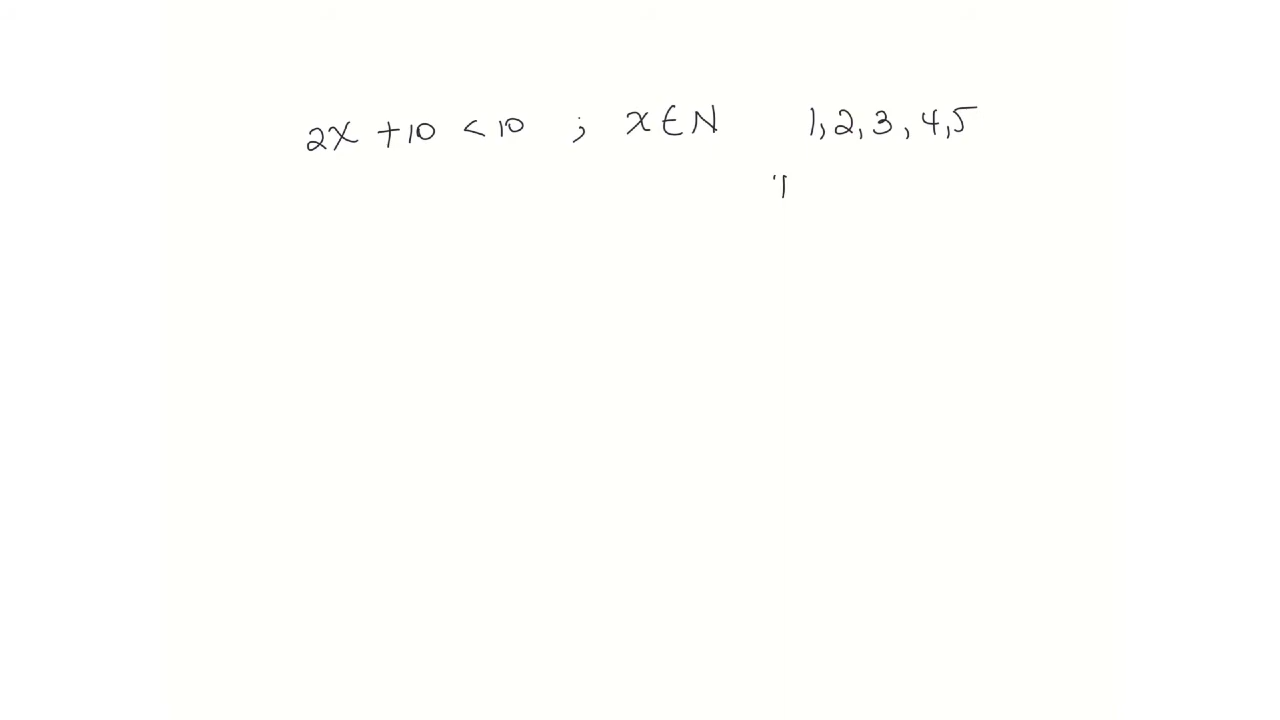 2x +10 < 10 ; x ∈ N 1, 2, 3, 4, 5